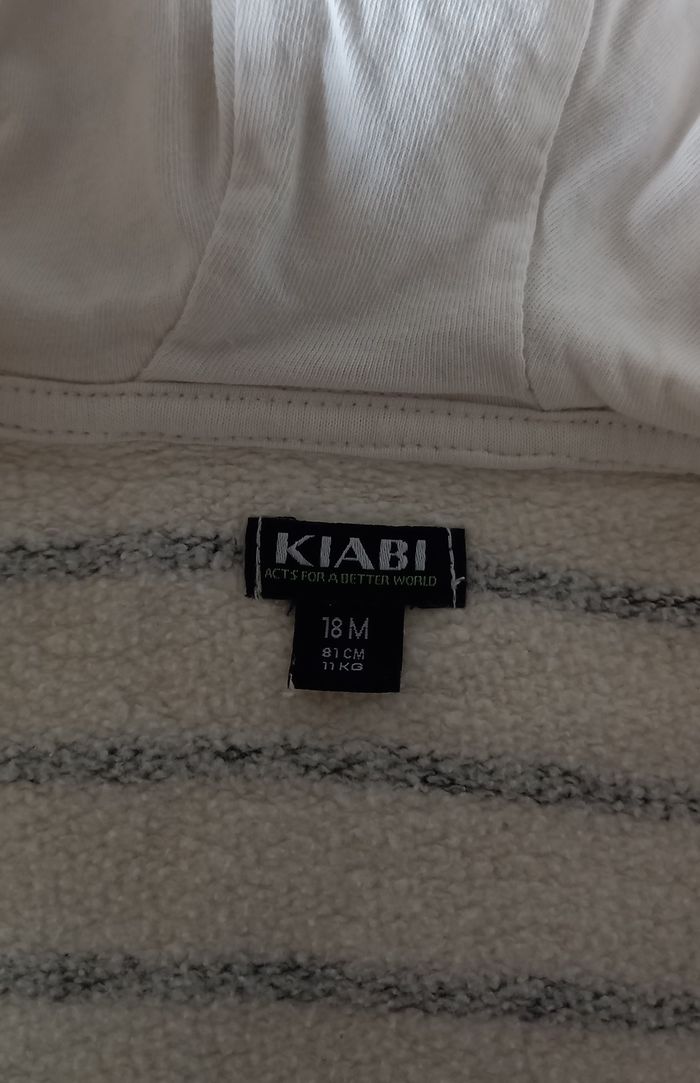 KIABI
ACTS FOR A BETTER WORLD
18 M
81 CM
11 KG